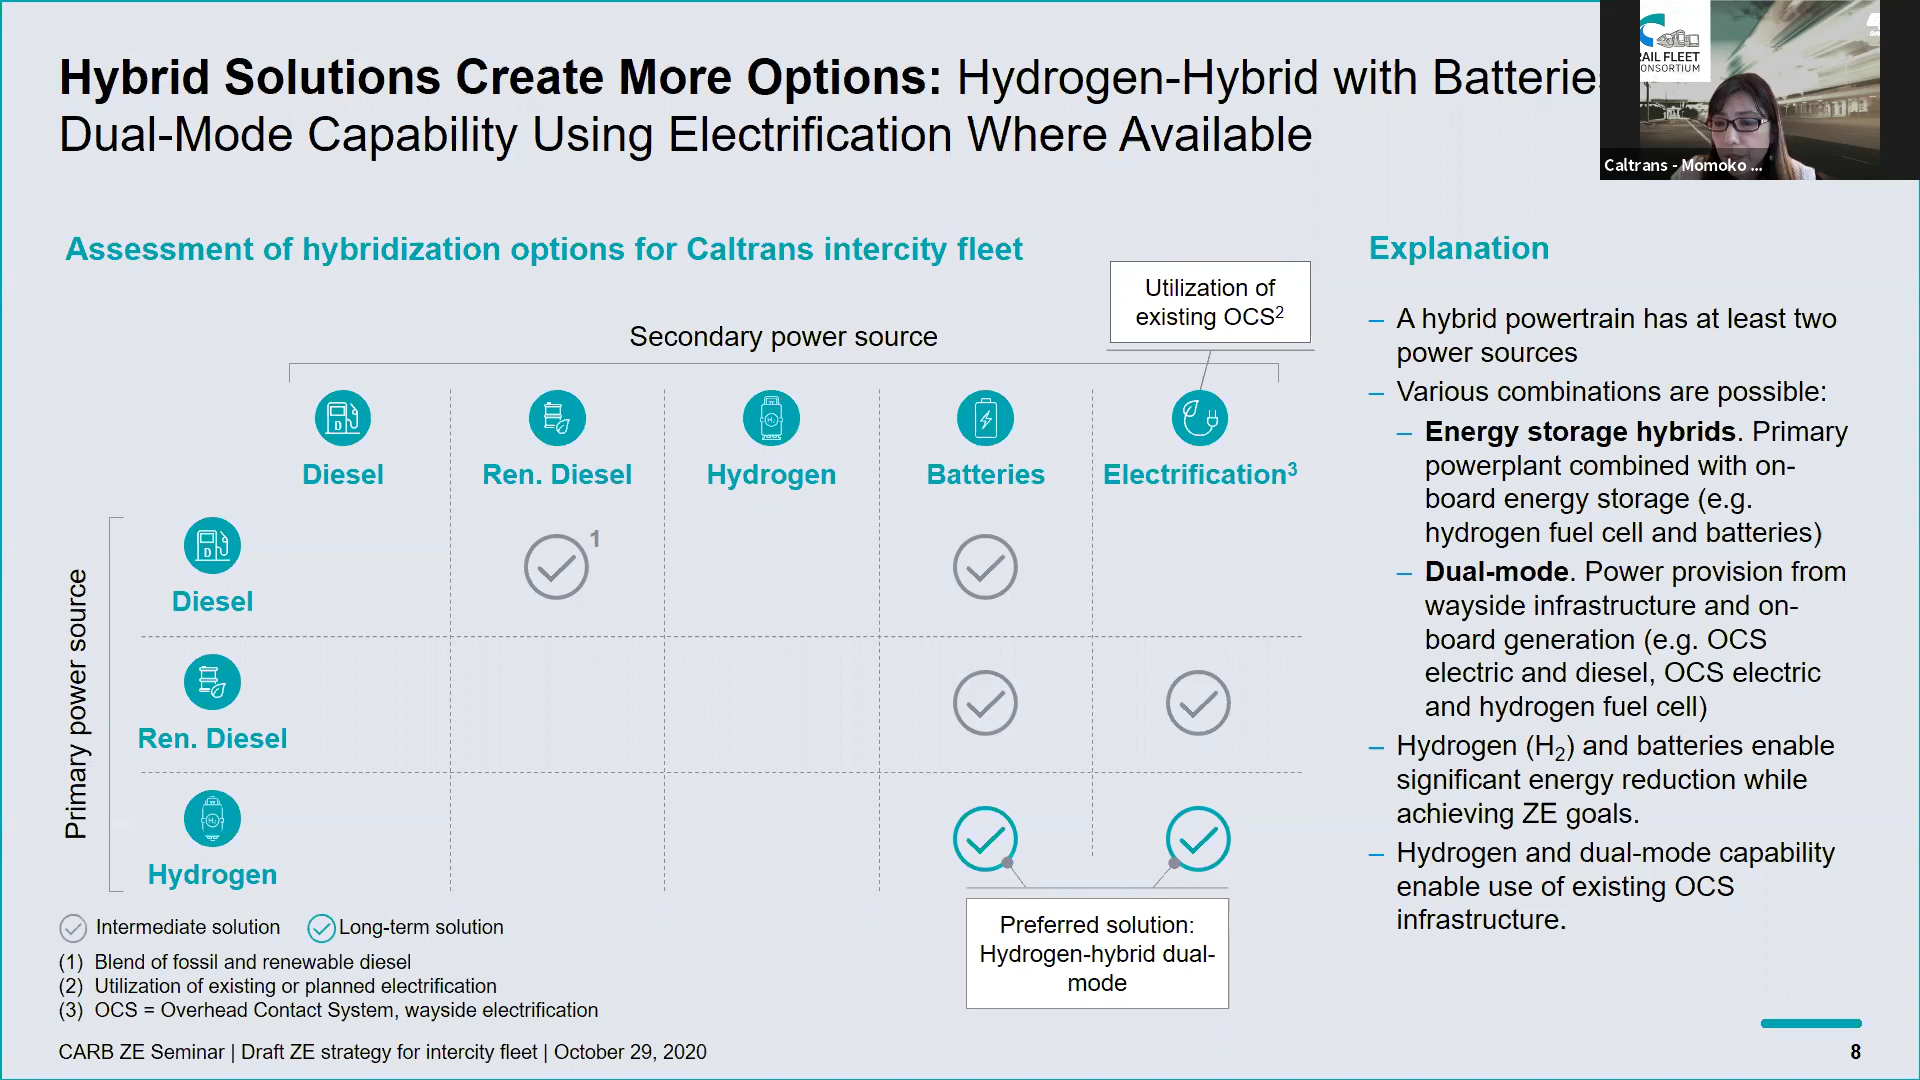 Hybrid Solutions Create More Options: Hydrogen-Hybrid with Batteries
Dual-Mode Capability Using Electrification Where Available
RAIL FLEET
CONSORTIUM
Caltrans - Momoko ...
Assessment of hybridization options for Caltrans intercity fleet
Utilization of
existing OCS2
Secondary power source
Diesel
Ren. Diesel
Hydrogen
Batteries
Electrification3
Primary power source
D
Diesel
1
Ren. Diesel
H2
Hydrogen
Preferred solution:
Hydrogen-hybrid dual-
mode
Intermediate solution
Long-term solution
(1) Blend of fossil and renewable diesel
(2) Utilization of existing or planned electrification
(3) OCS = Overhead Contact System, wayside electrification
Explanation
– A hybrid powertrain has at least two
power sources
– Various combinations are possible:
– Energy storage hybrids. Primary
powerplant combined with on-
board energy storage (e.g.
hydrogen fuel cell and batteries)
– Dual-mode. Power provision from
wayside infrastructure and on-
board generation (e.g. OCS
electric and diesel, OCS electric
and hydrogen fuel cell)
– Hydrogen (H2) and batteries enable
significant energy reduction while
achieving ZE goals.
– Hydrogen and dual-mode capability
enable use of existing OCS
infrastructure.
CARB ZE Seminar | Draft ZE strategy for intercity fleet | October 29, 2020
8